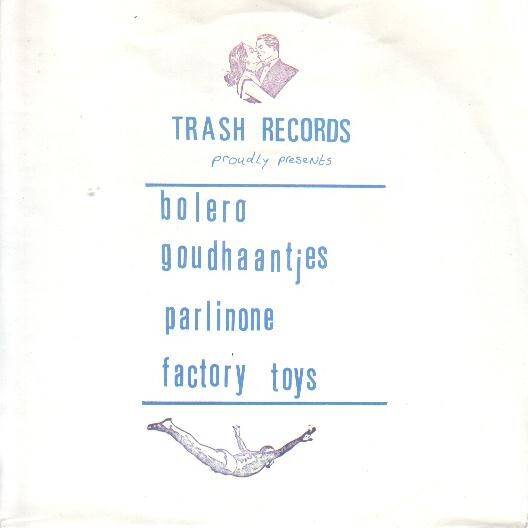 TRASH RECORDS
proudly presents
bolero
goudhaantjes
parlinone
factory toys